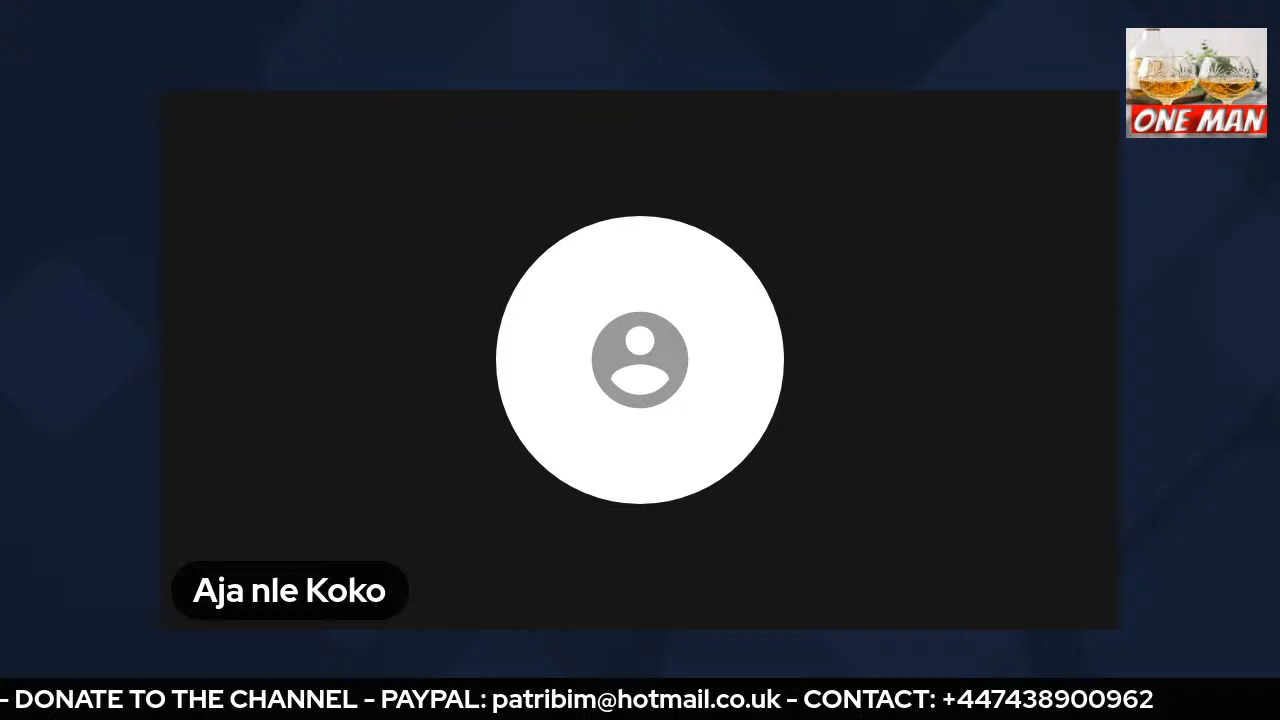 ONE MAN
Aja nle Koko
- DONATE TO THE CHANNEL - PAYPAL: patribim@hotmail.co.uk - CONTACT: +447438900962